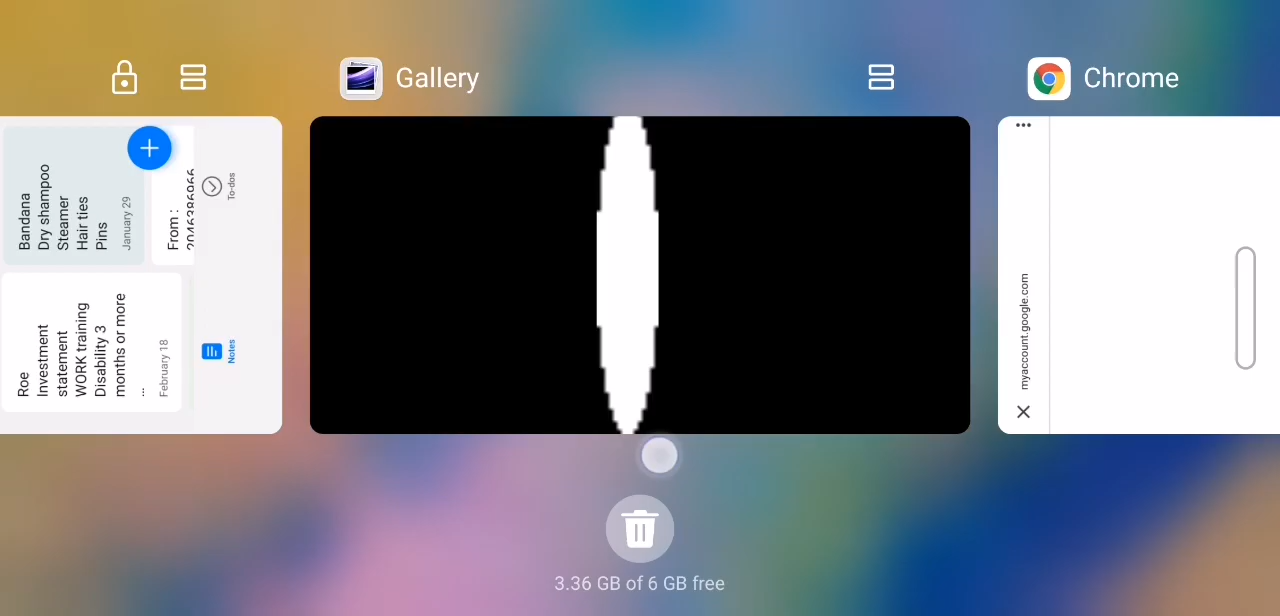 Gallery
Chrome
Bandana
Dry shampoo
Steamer
Hair ties
Pins
January 29
From :
To-dos
Roe
Investment
statement
WORK training
Disability 3
months or more
...
February 18
Notes
myaccount.google.com
3.36 GB of 6 GB free